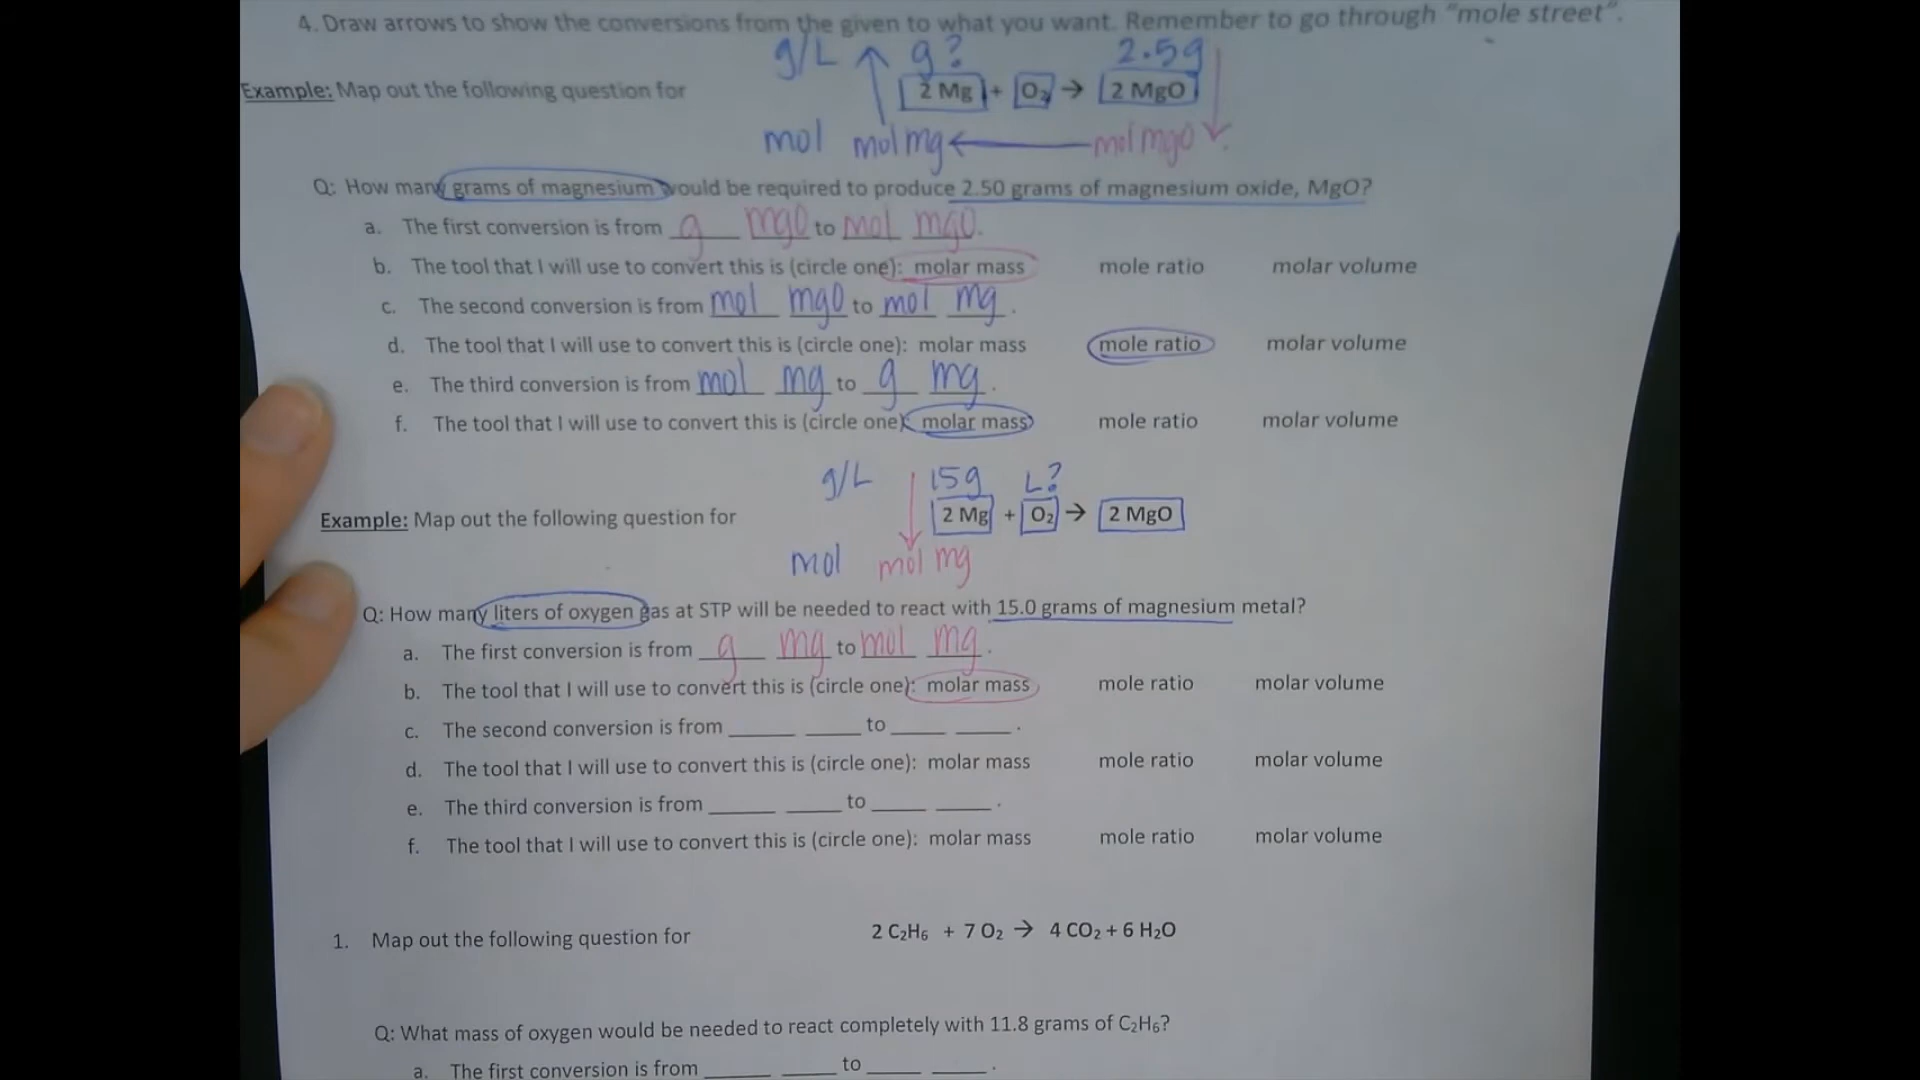 4. Draw arrows to show the conversions from the given to what you want. Remember to go through "mole street".
g/L g? 2.5g
Example: Map out the following question for 2 Mg + O₂ → 2 MgO
mol mol mg ← mol mgO
Q: How many grams of magnesium would be required to produce 2.50 grams of magnesium oxide, MgO?
a. The first conversion is from g mgO to mol mgO.
b. The tool that I will use to convert this is (circle one): molar mass mole ratio molar volume
c. The second conversion is from mol mgO to mol mg.
d. The tool that I will use to convert this is (circle one): molar mass mole ratio molar volume
e. The third conversion is from mol mg to g mg.
f. The tool that I will use to convert this is (circle one): molar mass mole ratio molar volume
g/L 15g L?
Example: Map out the following question for 2 Mg + O₂ → 2 MgO
mol mol mg
Q: How many liters of oxygen gas at STP will be needed to react with 15.0 grams of magnesium metal?
a. The first conversion is from g mg to mol mg.
b. The tool that I will use to convert this is (circle one): molar mass mole ratio molar volume
c. The second conversion is from _____ _____ to _____ _____.
d. The tool that I will use to convert this is (circle one): molar mass mole ratio molar volume
e. The third conversion is from _____ _____ to _____ _____.
f. The tool that I will use to convert this is (circle one): molar mass mole ratio molar volume
1. Map out the following question for 2 C₂H₆ + 7 O₂ → 4 CO₂ + 6 H₂O
Q: What mass of oxygen would be needed to react completely with 11.8 grams of C₂H₆?
a. The first conversion is from _____ _____ to _____ _____.